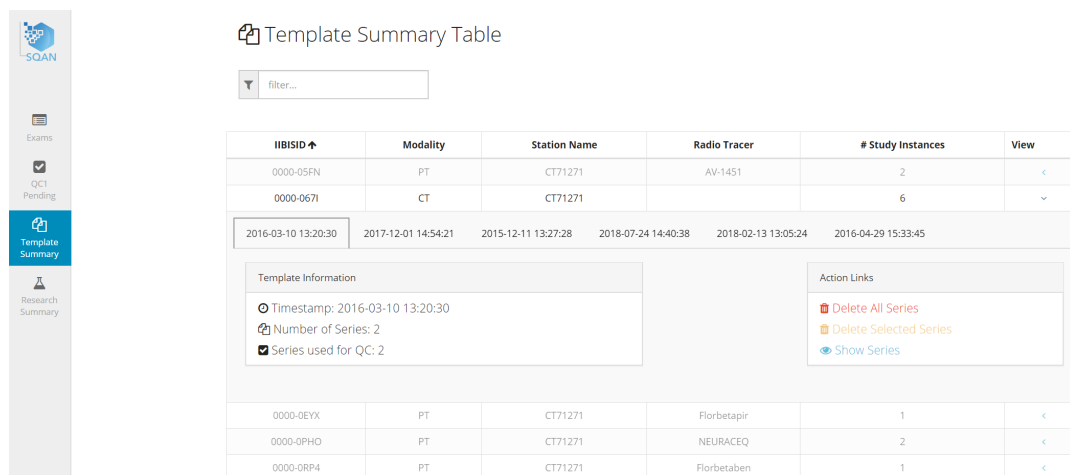 SQAN
Exams
QC1
Pending
Template
Summary
Research
Summary
Template Summary Table
filter...
IIBISID Modality Station Name Radio Tracer # Study Instances View
0000-05FN PT CT71271 AV-1451 2
0000-067I CT CT71271 6
2016-03-10 13:20:30 2017-12-01 14:54:21 2015-12-11 13:27:28 2018-07-24 14:40:38 2018-02-13 13:05:24 2016-04-29 15:33:45
Template Information Action Links
Timestamp: 2016-03-10 13:20:30 Delete All Series
Number of Series: 2 Delete Selected Series
Series used for QC: 2 Show Series
0000-0EYX PT CT71271 Florbetapir 1
0000-0PHO PT CT71271 NEURACEQ 2
0000-0RP4 PT CT71271 Florbetaben 1